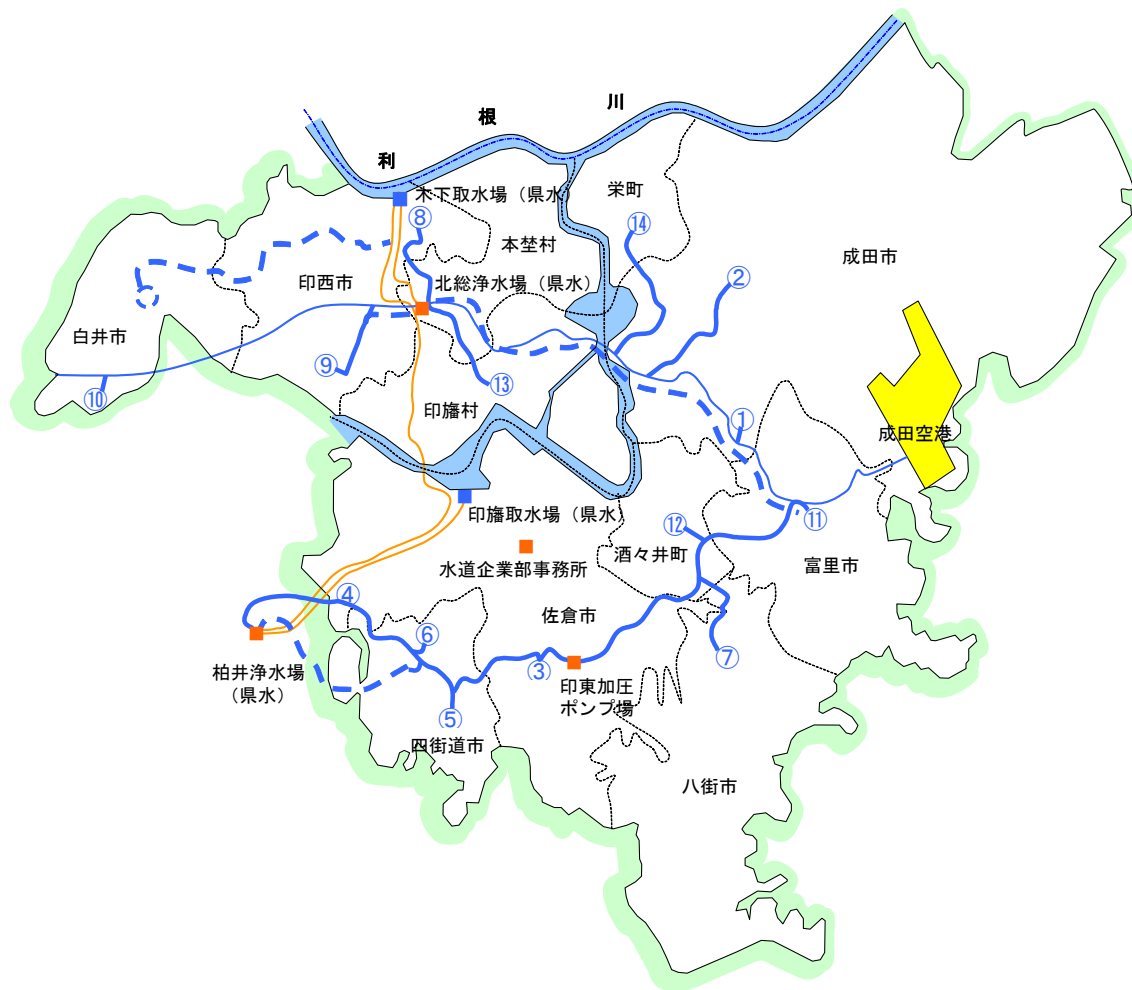 利 根 川
木下取水場（県水）
栄町
⑧
⑭
本埜村
成田市
②
印西市
北総浄水場（県水）
白井市
⑨
⑬
⑩
印旛村
①
成田空港
印旛取水場（県水）
⑪
⑫
酒々井町
富里市
水道企業部事務所
④
佐倉市
⑥
⑦
柏井浄水場
（県水）
③
印東加圧
ポンプ場
⑤
四街道市
八街市